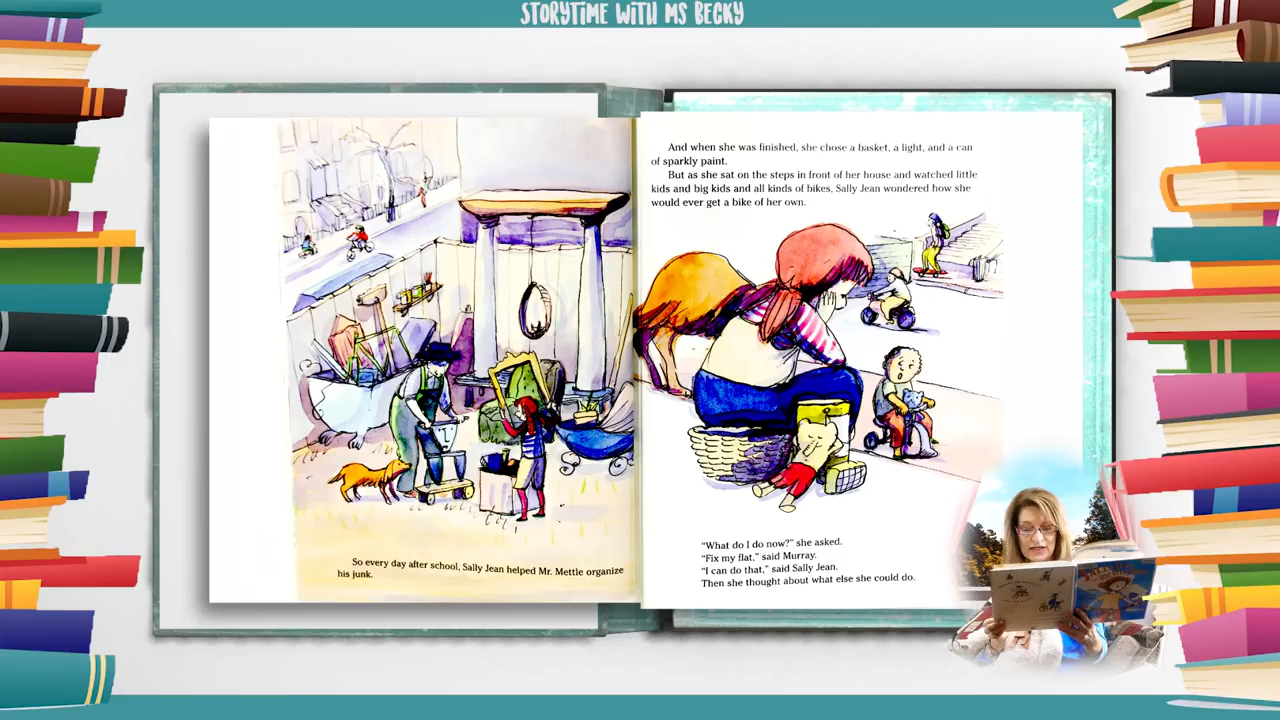 STORYTIME WITH MS BECKY
And when she was finished, she chose a basket, a light, and a can
of sparkly paint.
But as she sat on the steps in front of her house and watched little
kids and big kids and all kinds of bikes, Sally Jean wondered how she
would ever get a bike of her own.
So every day after school, Sally Jean helped Mr. Mettle organize
his junk.
“What do I do now?” she asked.
“Fix my flat,” said Murray.
“I can do that,” said Sally Jean.
Then she thought about what else she could do.